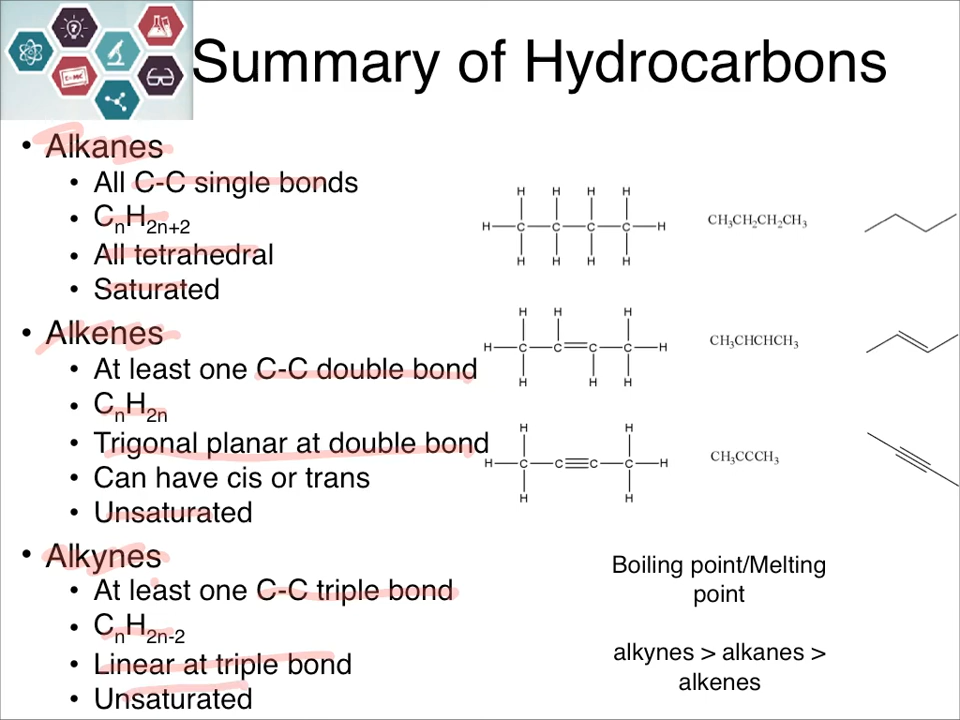 Summary of Hydrocarbons
• Alkanes
• All C-C single bonds
• CnH2n+2
• All tetrahedral
• Saturated
• Alkenes
• At least one C-C double bond
• CnH2n
• Trigonal planar at double bond
• Can have cis or trans
• Unsaturated
• Alkynes
• At least one C-C triple bond
• CnH2n-2
• Linear at triple bond
• Unsaturated
H H H H
H C C C C H
H H H H
CH3CH2CH2CH3
H H H
H C C C C H
H H H
CH3CHCHCH3
H H
H C C C C H
H H
CH3CCCH3
Boiling point/Melting
point
alkynes > alkanes >
alkenes